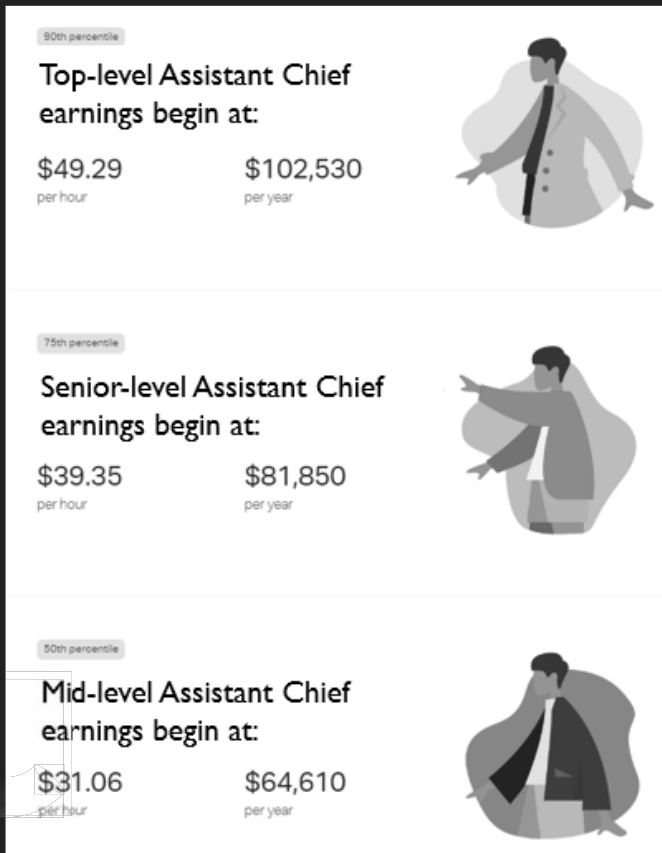 90th percentile
Top-level Assistant Chief
earnings begin at:
$49.29 $102,530
per hour per year
75th percentile
Senior-level Assistant Chief
earnings begin at:
$39.35 $81,850
per hour per year
50th percentile
Mid-level Assistant Chief
earnings begin at:
$31.06 $64,610
per hour per year